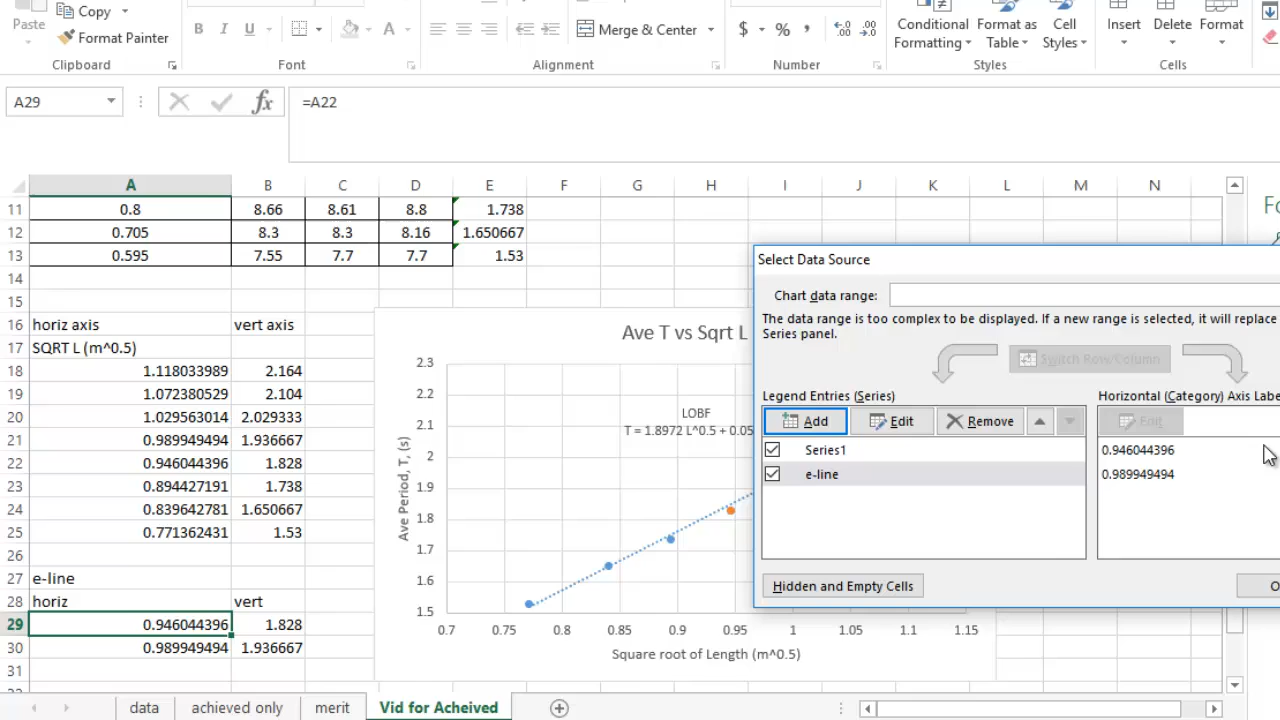 Paste
Copy
Format Painter
B I U A
Merge & Center
$ % ,
Conditional Formatting
Format as Table
Cell Styles
Insert Delete Format
Clipboard Font Alignment Number Styles Cells
A29 fx =A22
A B C D E F G H I J K L M N
11 0.8 8.66 8.61 8.8 1.738
12 0.705 8.3 8.3 8.16 1.650667
13 0.595 7.55 7.7 7.7 1.53
14
15
16 horiz axis vert axis
17 SQRT L (m^0.5)
18 1.118033989 2.164
19 1.072380529 2.104
20 1.029563014 2.029333
21 0.989949494 1.936667
22 0.946044396 1.828
23 0.894427191 1.738
24 0.839642781 1.650667
25 0.771362431 1.53
26
27 e-line
28 horiz vert
29 0.946044396 1.828
30 0.989949494 1.936667
31
Ave T vs Sqrt L
LOBF
T = 1.8972 L^0.5 + 0.05
Ave Period, T, (s)
2.3
2.2
2.1
2
1.9
1.8
1.7
1.6
1.5
0.7 0.75 0.8 0.85 0.9 0.95 1 1.05 1.1 1.15
Square root of Length (m^0.5)
Select Data Source
Chart data range:
The data range is too complex to be displayed. If a new range is selected, it will replace
Series panel.
Switch Row/Column
Legend Entries (Series)
Add Edit Remove
Series1
e-line
Horizontal (Category) Axis Labe
Edit
0.946044396
0.989949494
Hidden and Empty Cells
O
data achieved only merit Vid for Acheived